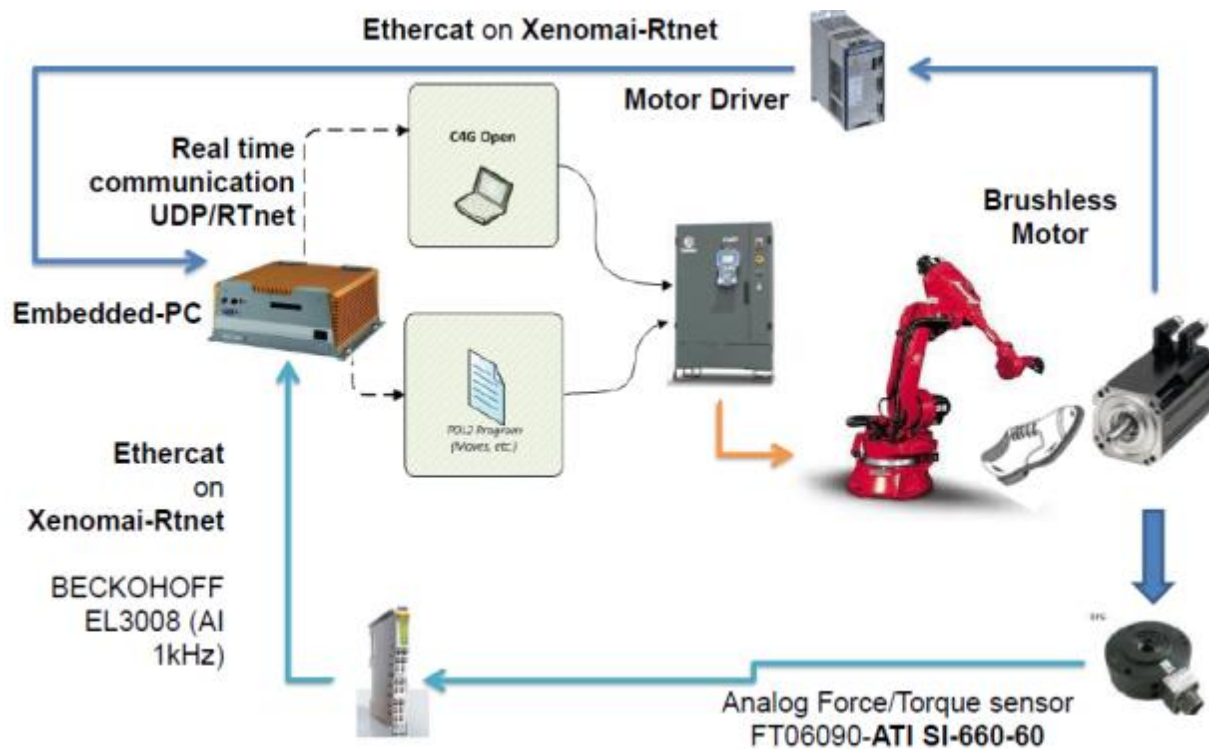 Ethercat on Xenomai-Rtnet
Motor Driver
C4G Open
Real time
communication
UDP/RTnet
Brushless
Motor
Embedded-PC
PDL2 Program
(Moves, etc.)
Ethercat
on
Xenomai-Rtnet
BECKOHOFF
EL3008 (AI
1kHz)
Analog Force/Torque sensor
FT06090-ATI SI-660-60